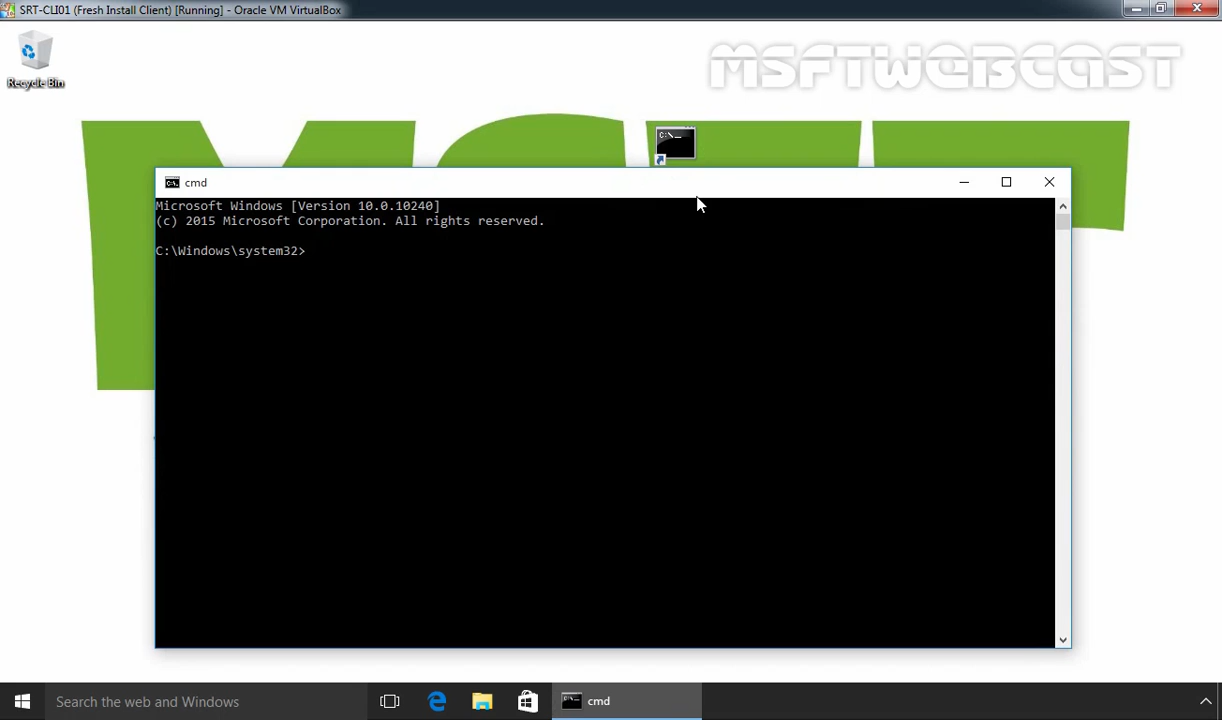 SRT-CLI01 (Fresh Install Client) [Running] - Oracle VM VirtualBox
Recycle Bin
MSFTWEBCAST
C:\._
cmd
Microsoft Windows [Version 10.0.10240]
(c) 2015 Microsoft Corporation. All rights reserved.
C:\Windows\system32>
Search the web and Windows
cmd